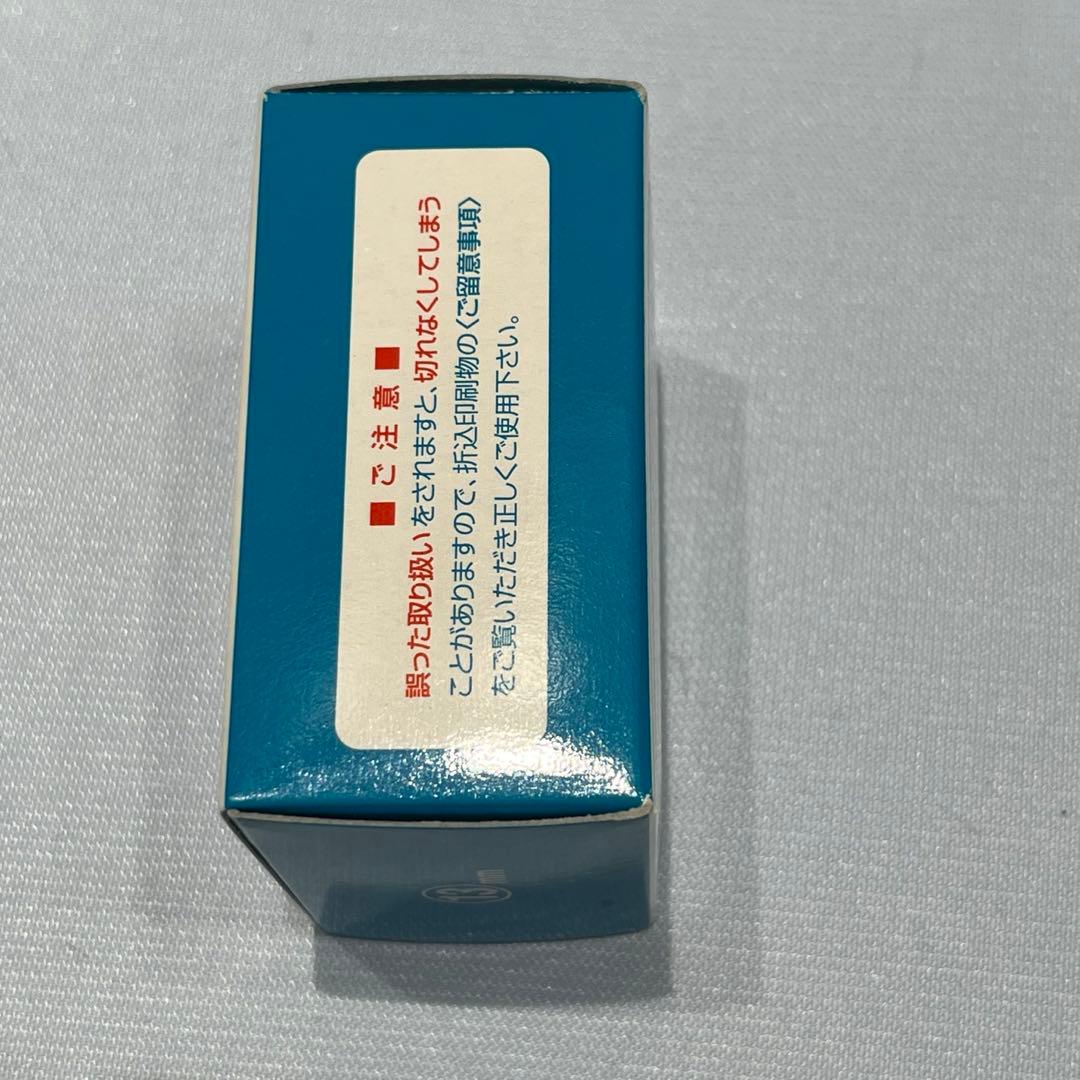 ■ ご 注 意 ■
誤った取り扱いをされますと、切れなくしてしまう
ことがありますので、折込印刷物の〈ご留意事項〉
をご覧いただき正しくご使用下さい。
13 mm